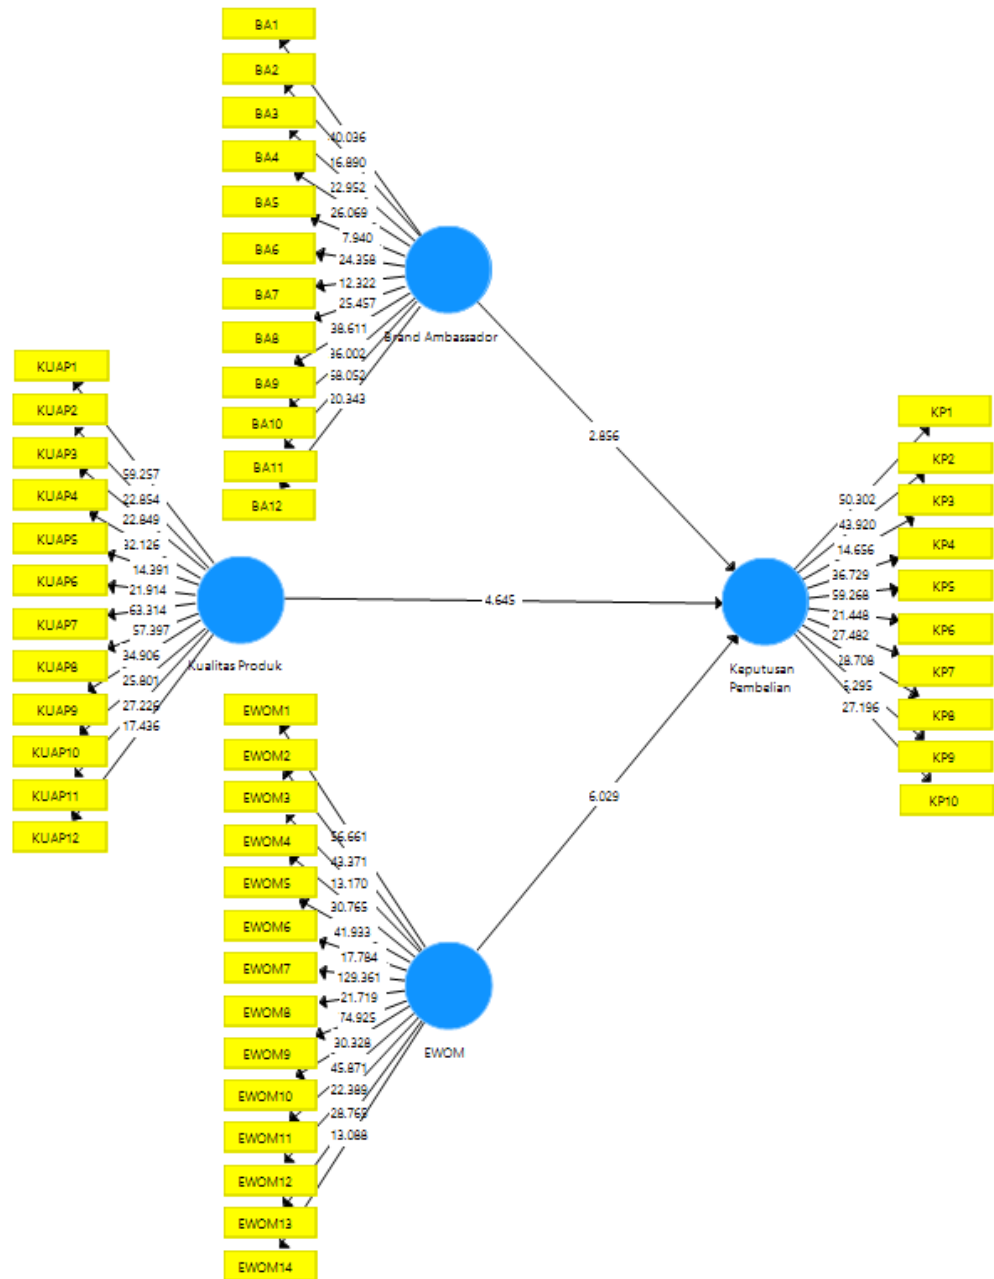 BA1
BA2
BA3
BA4
BA5
BA6
BA7
BA8
BA9
BA10
BA11
BA12
40.036
16.890
22.952
26.069
7.940
24.358
12.322
25.457
38.611
36.002
58.052
20.343
Brand Ambassador
2.856
KUAP1
KUAP2
KUAP3
KUAP4
KUAP5
KUAP6
KUAP7
KUAP8
KUAP9
KUAP10
KUAP11
KUAP12
59.257
22.854
22.849
32.126
14.391
21.914
63.314
57.397
34.906
25.801
27.226
17.436
Kualitas Produk
4.645
EWOM1
EWOM2
EWOM3
EWOM4
EWOM5
EWOM6
EWOM7
EWOM8
EWOM9
EWOM10
EWOM11
EWOM12
EWOM13
EWOM14
56.661
43.371
13.170
30.765
41.933
17.784
129.361
21.719
74.925
30.328
45.871
22.389
28.763
13.088
EWOM
6.029
Keputusan
Pembelian
50.302
43.920
14.656
36.729
59.268
21.448
27.482
28.708
27.196
KP1
KP2
KP3
KP4
KP5
KP6
KP7
KP8
KP9
KP10